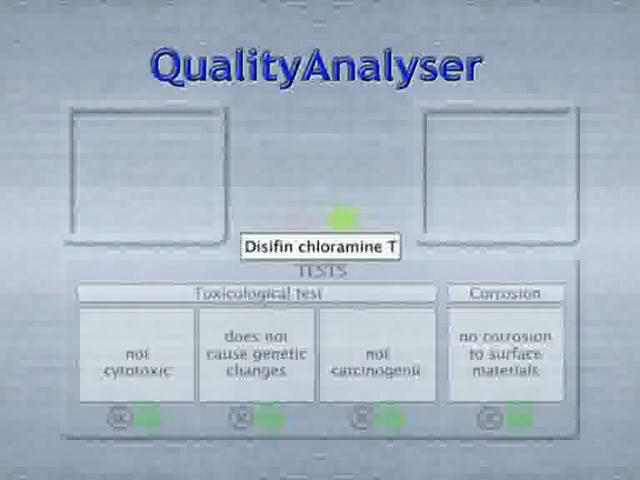 QualityAnalyser
Disifin chloramine T
TESTS
Toxicological test
Corrosion
not
cytotoxic
does not
cause genetic
changes
not
carcinogenic
no corrosion
to surface
materials